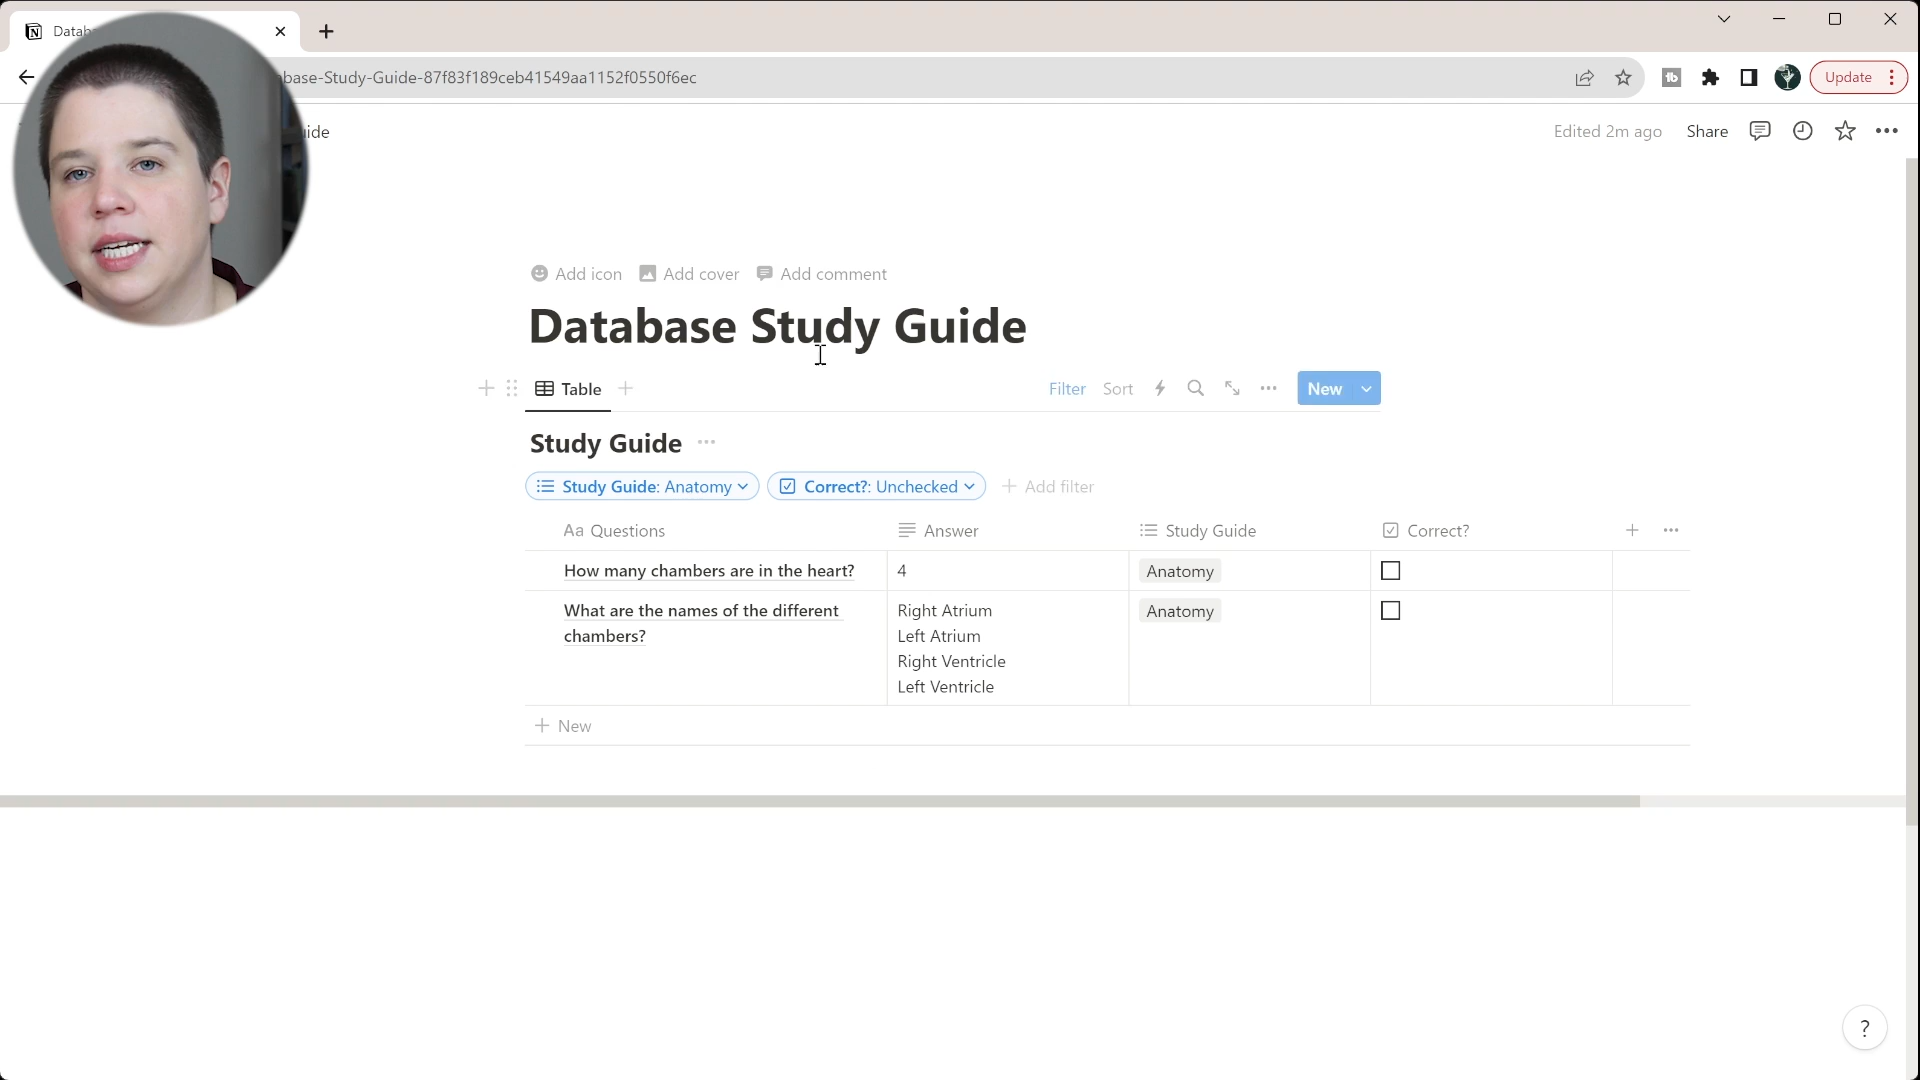 Datab
base-Study-Guide-87f83f189ceb41549aa1152f0550f6ec
Update
uide
Edited 2m ago
Share
Add icon
Add cover
Add comment
Database Study Guide
Table
Filter
Sort
New
Study Guide
Study Guide: Anatomy
Correct?: Unchecked
Add filter
Aa Questions
Answer
Study Guide
Correct?
How many chambers are in the heart?
4
Anatomy
What are the names of the different
chambers?
Right Atrium
Left Atrium
Right Ventricle
Left Ventricle
Anatomy
New
?